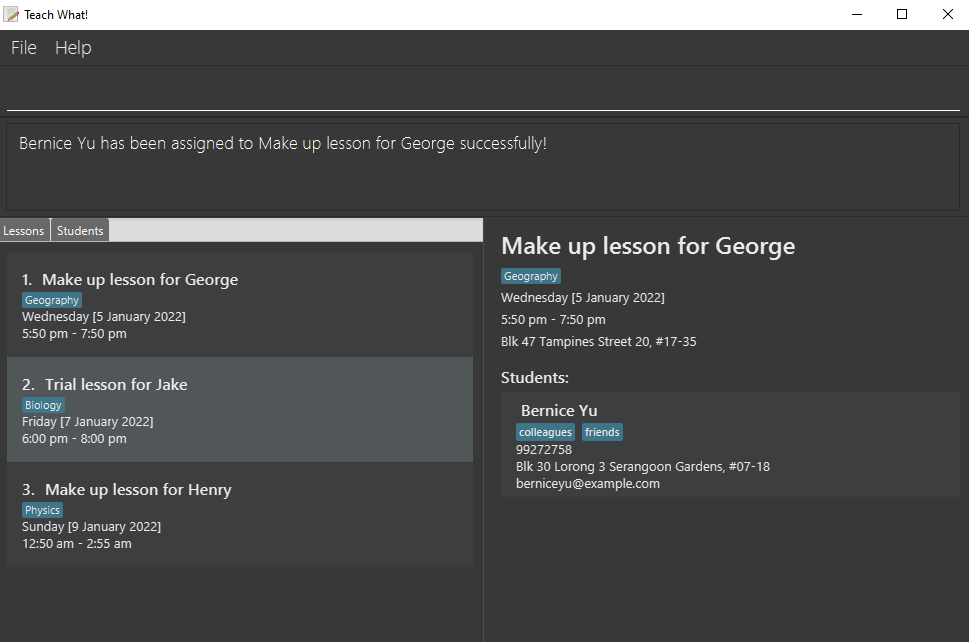 Teach What!
File Help
Bernice Yu has been assigned to Make up lesson for George successfully!
Lessons Students
1. Make up lesson for George
Geography
Wednesday [5 January 2022]
5:50 pm - 7:50 pm
2. Trial lesson for Jake
Biology
Friday [7 January 2022]
6:00 pm - 8:00 pm
3. Make up lesson for Henry
Physics
Sunday [9 January 2022]
12:50 am - 2:55 am
Make up lesson for George
Geography
Wednesday [5 January 2022]
5:50 pm - 7:50 pm
Blk 47 Tampines Street 20, #17-35
Students:
Bernice Yu
colleagues friends
99272758
Blk 30 Lorong 3 Serangoon Gardens, #07-18
berniceyu@example.com